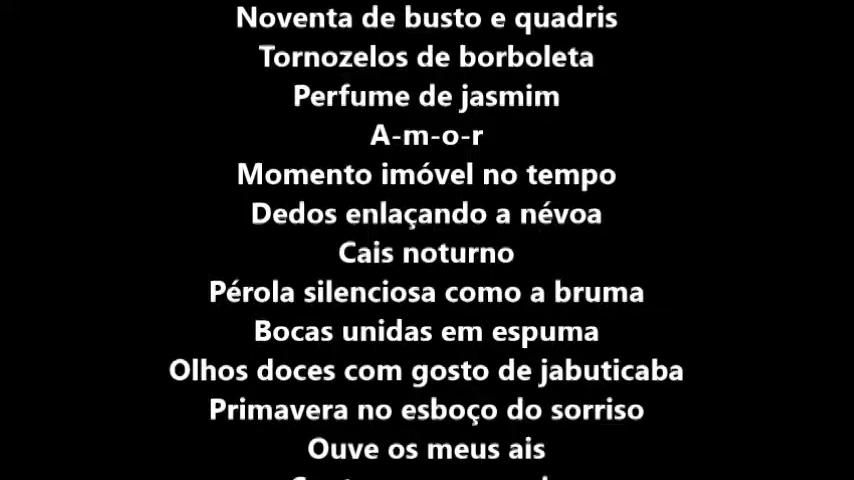 Noventa de busto e quadris
Tornozelos de borboleta
Perfume de jasmim
A-m-o-r
Momento imóvel no tempo
Dedos enlaçando a névoa
Cais noturno
Pérola silenciosa como a bruma
Bocas unidas em espuma
Olhos doces com gosto de jabuticaba
Primavera no esboço do sorriso
Ouve os meus ais